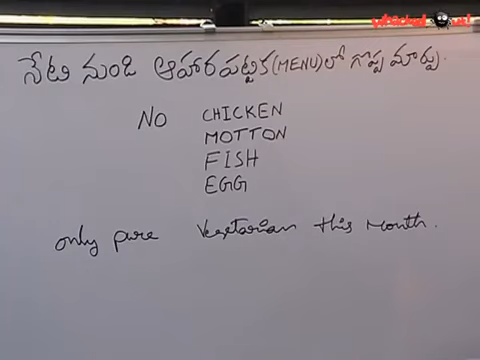 నేటి నుండి ఆహారపట్టిక (MENU)లో గొప్ప మార్పు.
NO CHICKEN
MOTTON
FISH
EGG
only pure Vegetarian this Month.